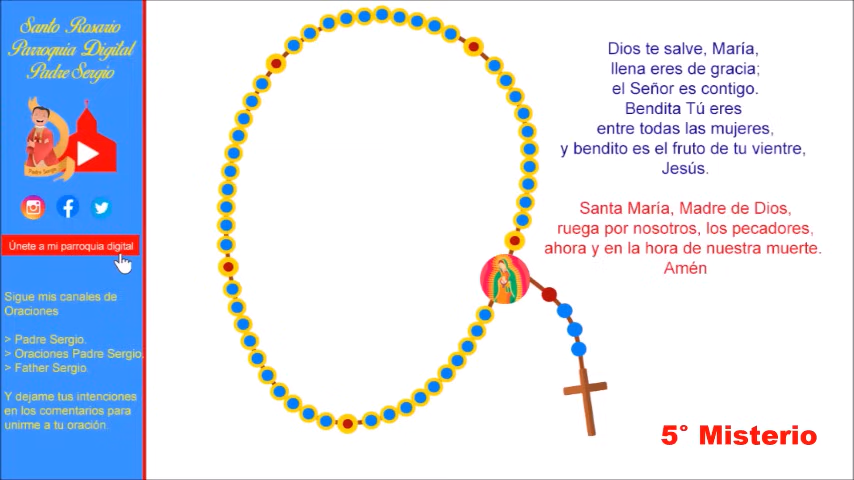 Santo Rosario
Parroquia Digital
Padre Sergio
Padre Sergio
Únete a mi parroquia digital
Sigue mis canales de
Oraciones
> Padre Sergio.
> Oraciones Padre Sergio.
> Father Sergio.
Y dejame tus intenciones
en los comentarios para
unirme a tu oración.
Dios te salve, María,
llena eres de gracia;
el Señor es contigo.
Bendita Tú eres
entre todas las mujeres,
y bendito es el fruto de tu vientre,
Jesús.
Santa María, Madre de Dios,
ruega por nosotros, los pecadores,
ahora y en la hora de nuestra muerte.
Amén
5° Misterio